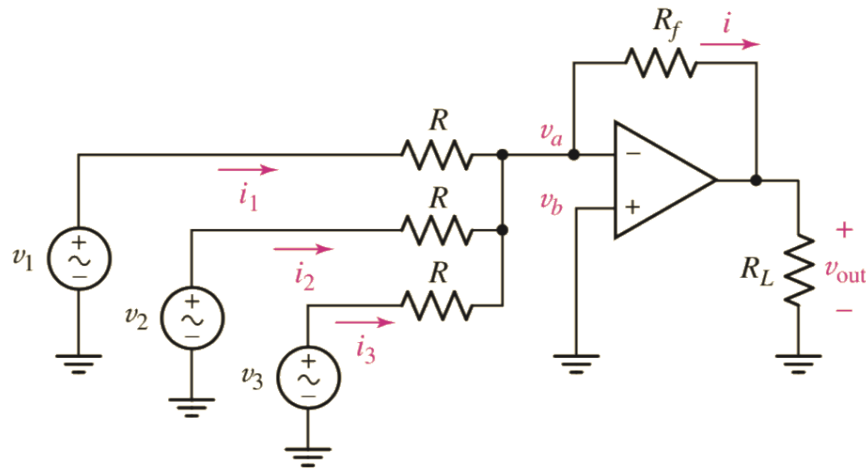 R_f
i
R
v_a
−
i_1
R
v_b
+
v_1
+
−
i_2
R
+
R_L
v_out
−
v_2
+
−
i_3
v_3
+
−